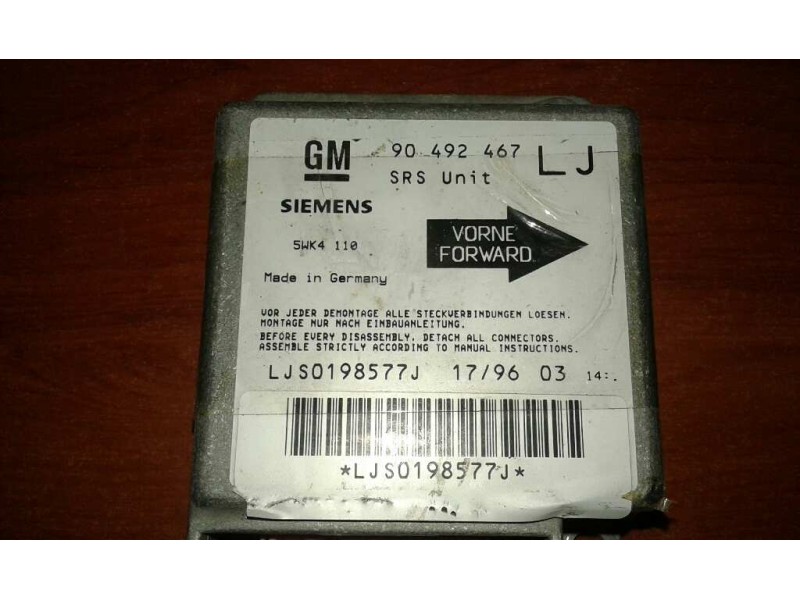 GM 90 492 467 LJ
SRS Unit
SIEMENS
5WK4 110
VORNE
FORWARD
Made in Germany
VOR JEDER DEMONTAGE ALLE STECKVERBINDUNGEN LOESEN.
MONTAGE NUR NACH EINBAUANLEITUNG.
BEFORE EVERY DISASSEMBLY, DETACH ALL CONNECTORS.
ASSEMBLE STRICTLY ACCORDING TO MANUAL INSTRUCTIONS.
LJS0198577J 17/96 03 14:.
*LJS0198577J*